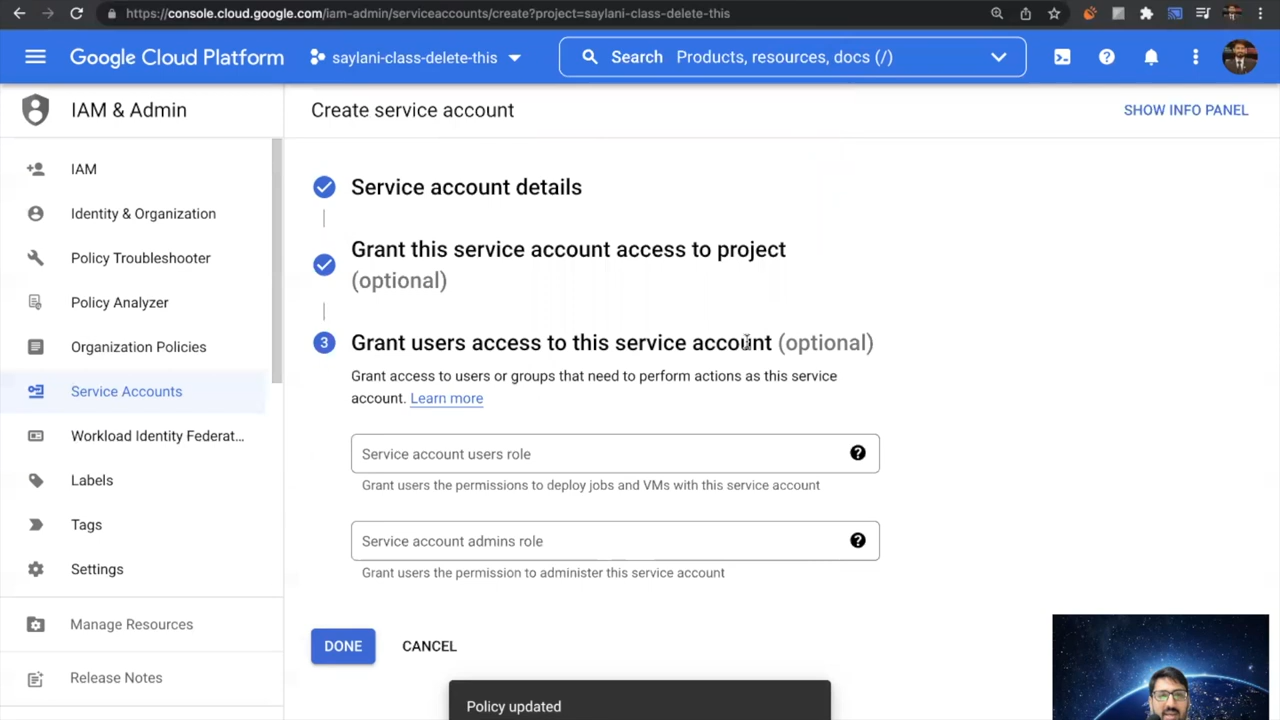 https://console.cloud.google.com/iam-admin/serviceaccounts/create?project=saylani-class-delete-this
Google Cloud Platform
saylani-class-delete-this
Search Products, resources, docs (/)
IAM & Admin
Create service account
SHOW INFO PANEL
IAM
Identity & Organization
Policy Troubleshooter
Policy Analyzer
Organization Policies
Service Accounts
Workload Identity Federat...
Labels
Tags
Settings
Manage Resources
Release Notes
Service account details
Grant this service account access to project
(optional)
3
Grant users access to this service account (optional)
Grant access to users or groups that need to perform actions as this service
account. Learn more
Service account users role
Grant users the permissions to deploy jobs and VMs with this service account
Service account admins role
Grant users the permission to administer this service account
DONE
CANCEL
Policy updated